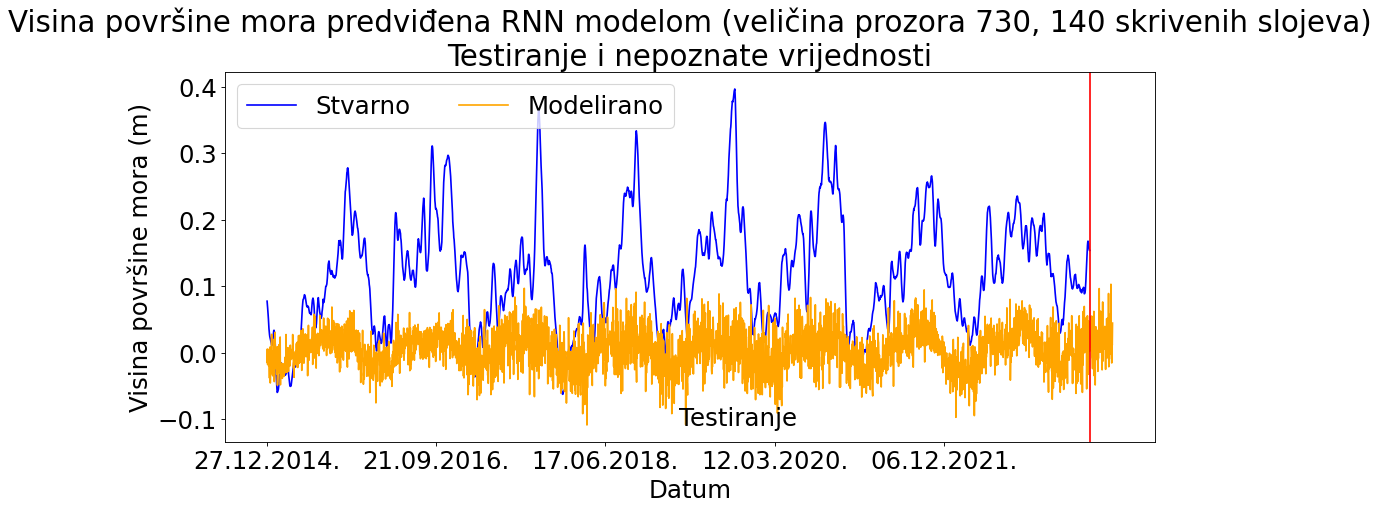 Visina površine mora predviđena RNN modelom (veličina prozora 730, 140 skrivenih slojeva)
Testiranje i nepoznate vrijednosti
Stvarno
Modelirano
Visina površine mora (m)
0.4
0.3
0.2
0.1
0.0
−0.1
Testiranje
27.12.2014.
21.09.2016.
17.06.2018.
12.03.2020.
06.12.2021.
Datum